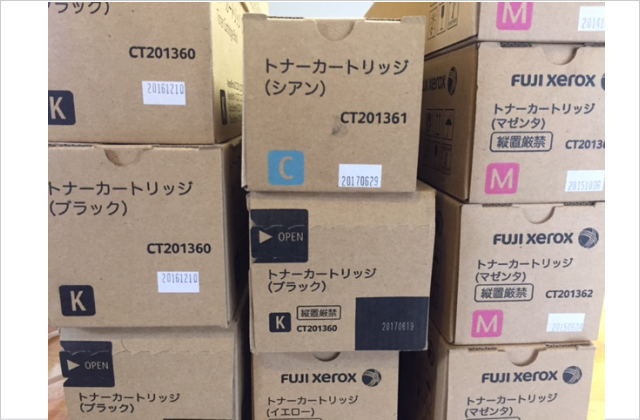 ブラック)
CT201360
20161210
K
トナーカートリッジ
(ブラック)
CT201360
20161210
K
OPEN
トナーカートリッジ
(ブラック)
トナーカートリッジ
(シアン)
CT201361
C
20170629
OPEN
トナーカートリッジ
(ブラック)
K
縦置厳禁
CT201360
20170619
FUJI xerox
トナーカートリッジ
(イエロー)
M
FUJI xerox
トナーカートリッジ
(マゼンタ)
縦置厳禁
M
FUJI xerox
トナーカートリッジ
(マゼンタ)
縦置厳禁
CT201362
M
FUJI xerox
トナーカートリッジ
(マゼンタ)